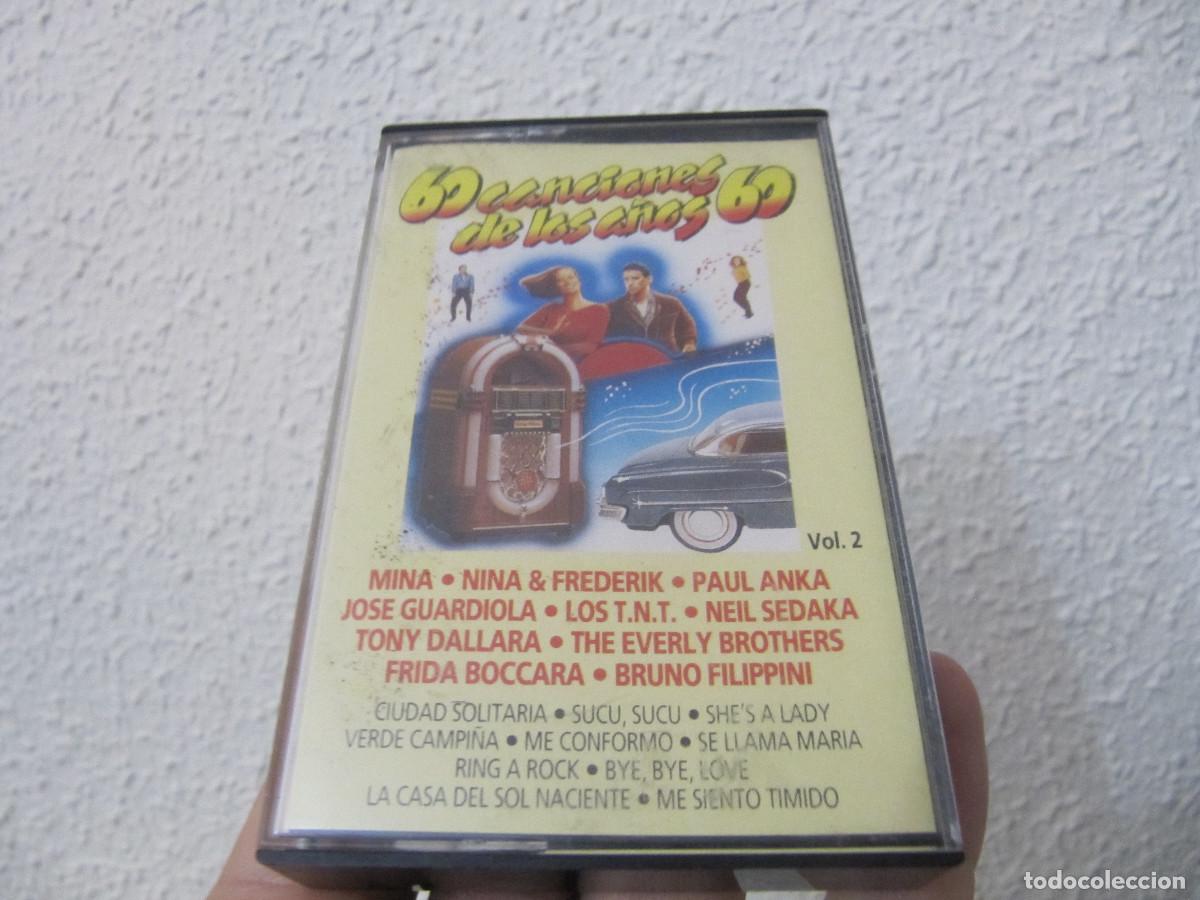 60 canciones 60
de los años
Vol. 2
MINA • NINA & FREDERIK • PAUL ANKA
JOSE GUARDIOLA • LOS T.N.T. • NEIL SEDAKA
TONY DALLARA • THE EVERLY BROTHERS
FRIDA BOCCARA • BRUNO FILIPPINI
CIUDAD SOLITARIA • SUCU, SUCU • SHE'S A LADY
VERDE CAMPIÑA • ME CONFORMO • SE LLAMA MARIA
RING A ROCK • BYE, BYE, LOVE
LA CASA DEL SOL NACIENTE • ME SIENTO TIMIDO
todocoleccion